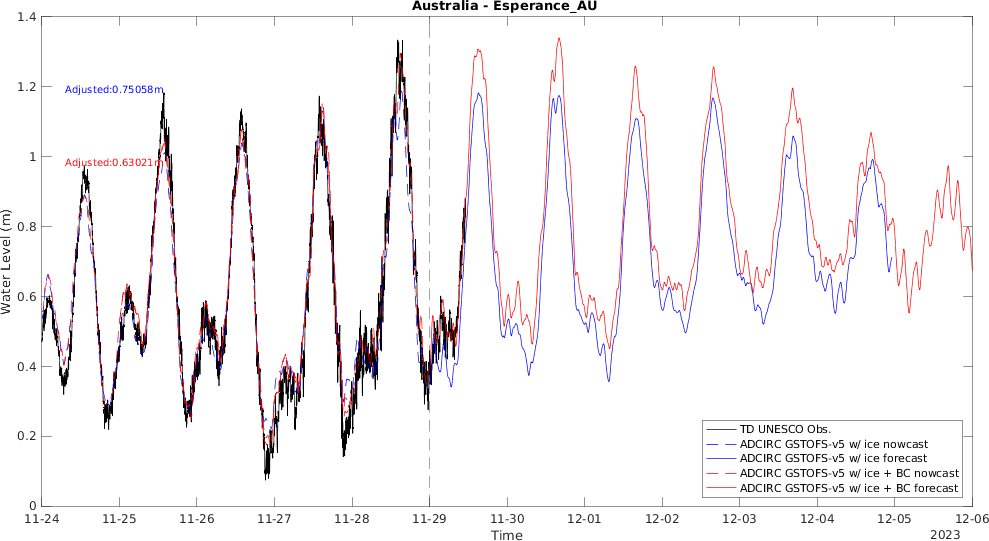 Australia - Esperance_AU
1.4
1.2
1
0.8
0.6
0.4
0.2
0
Water Level (m)
Adjusted:0.75058m
Adjusted:0.63021m
TD UNESCO Obs.
ADCIRC GSTOFS-v5 w/ ice nowcast
ADCIRC GSTOFS-v5 w/ ice forecast
ADCIRC GSTOFS-v5 w/ ice + BC nowcast
ADCIRC GSTOFS-v5 w/ ice + BC forecast
11-24 11-25 11-26 11-27 11-28 11-29 11-30 12-01 12-02 12-03 12-04 12-05 12-06
Time
2023